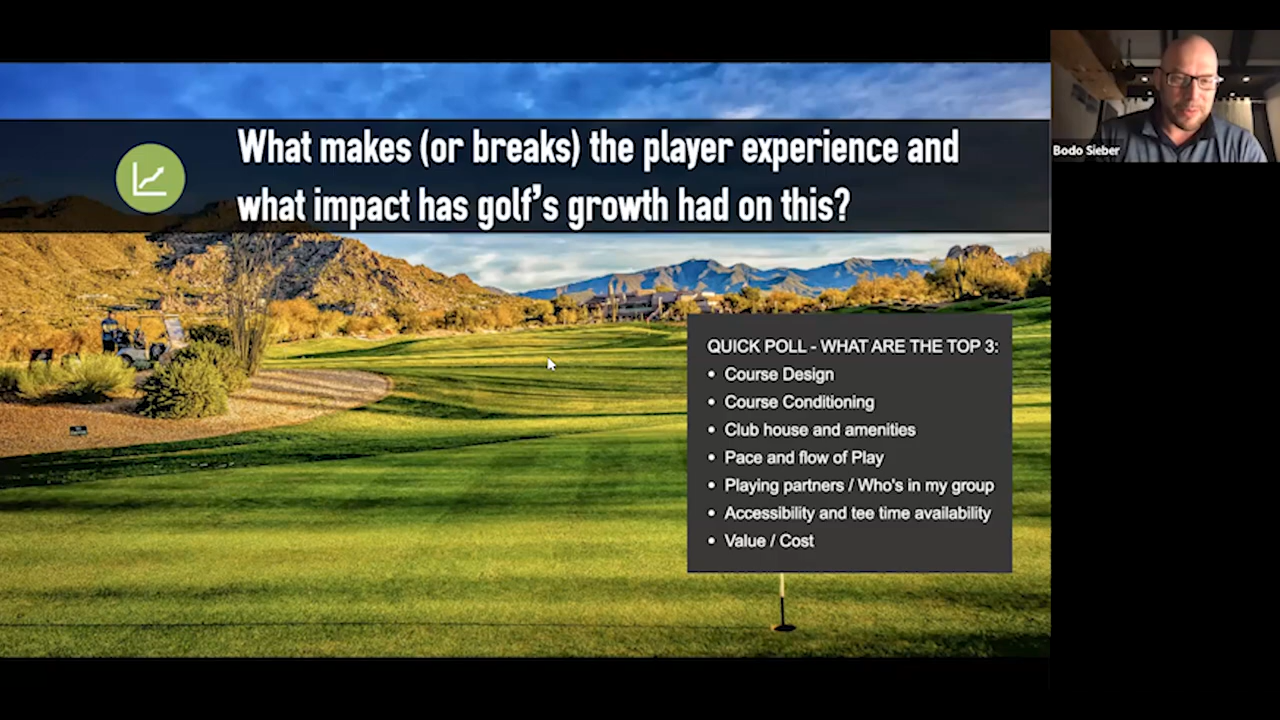 What makes (or breaks) the player experience and
what impact has golf's growth had on this?
Bodo Sieber
QUICK POLL - WHAT ARE THE TOP 3:
• Course Design
• Course Conditioning
• Club house and amenities
• Pace and flow of Play
• Playing partners / Who's in my group
• Accessibility and tee time availability
• Value / Cost